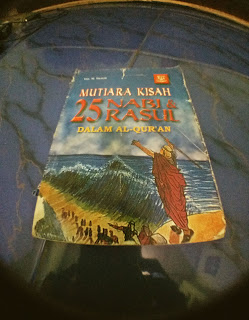 MUTIARA KISAH
25 NABI &
RASUL
DALAM AL-QUR'AN